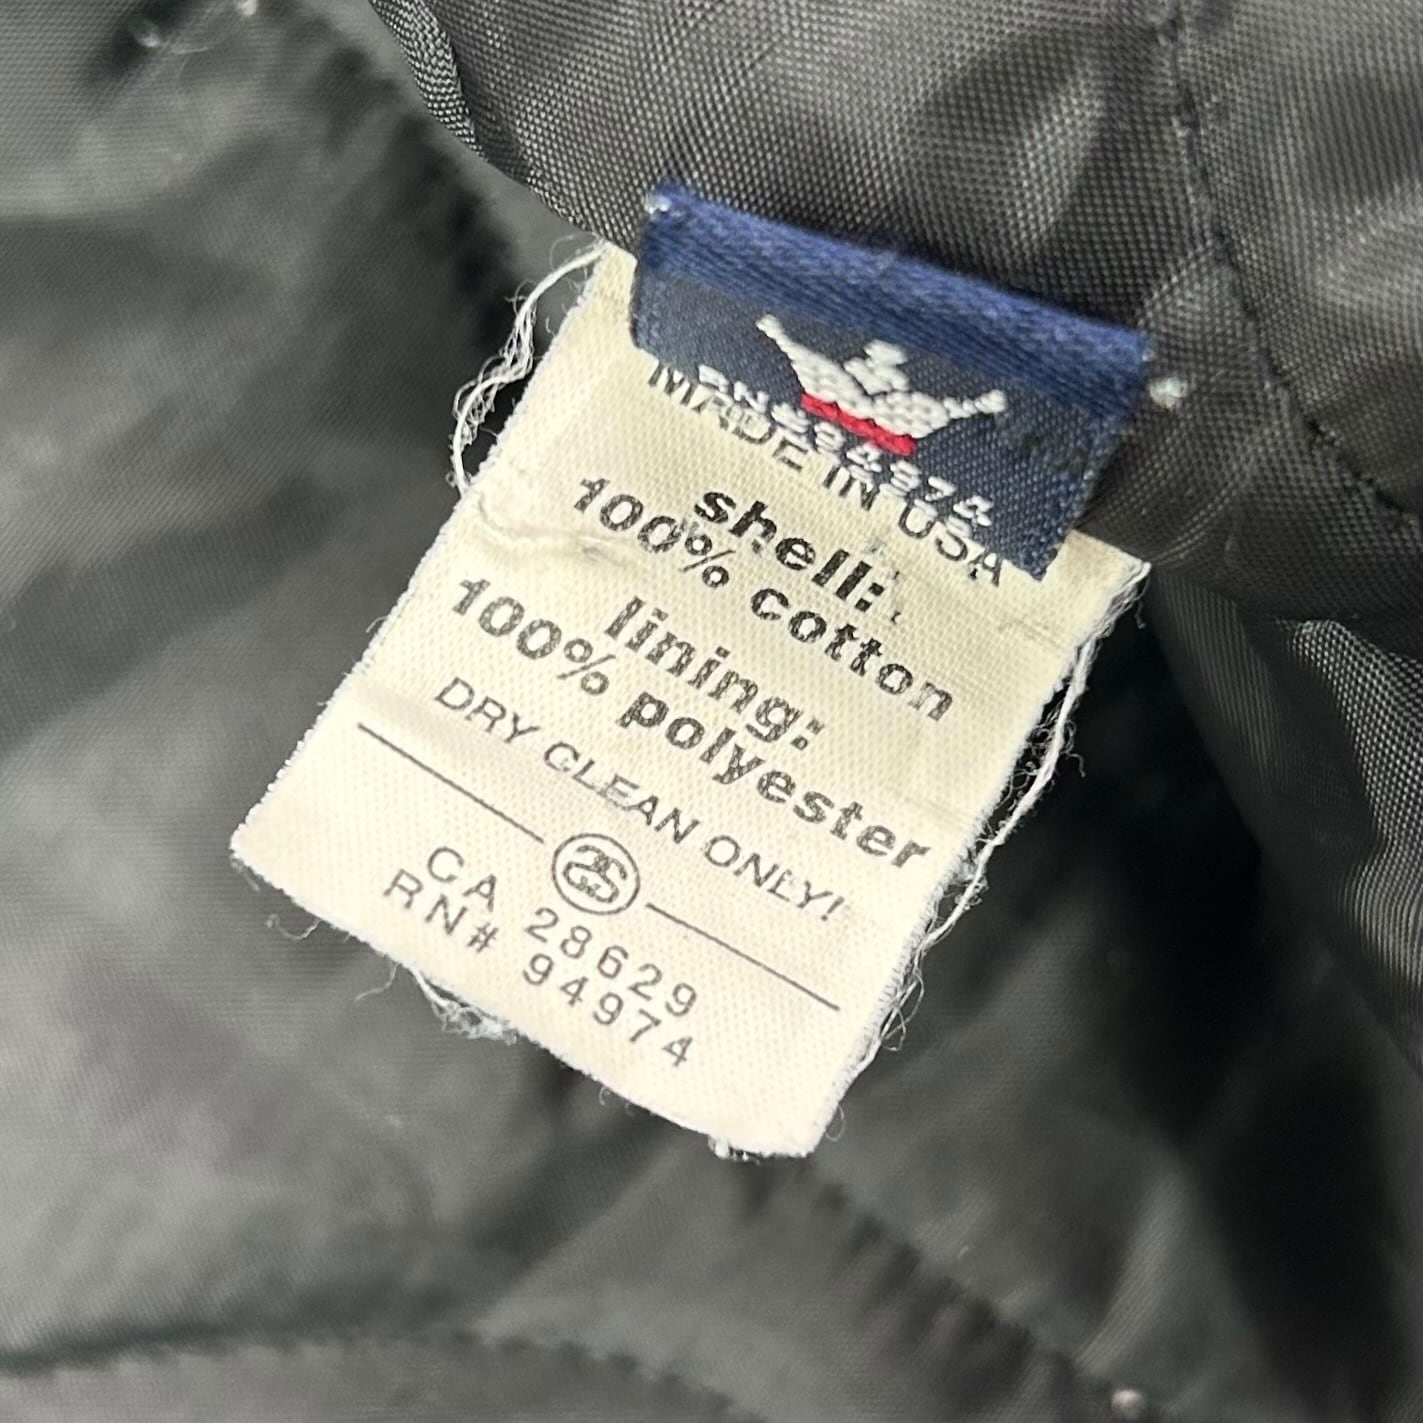 RN#94974
MADE IN USA
shell:
100% cotton
lining:
100% polyester
DRY CLEAN ONLY!
CA 28629
RN# 94974